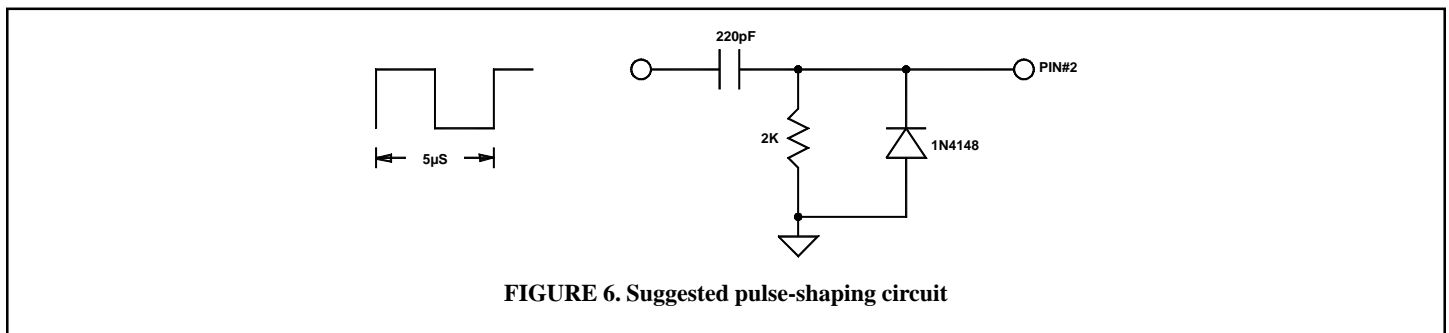 220pF
PIN#2
2K
1N4148
5µS
FIGURE 6. Suggested pulse-shaping circuit